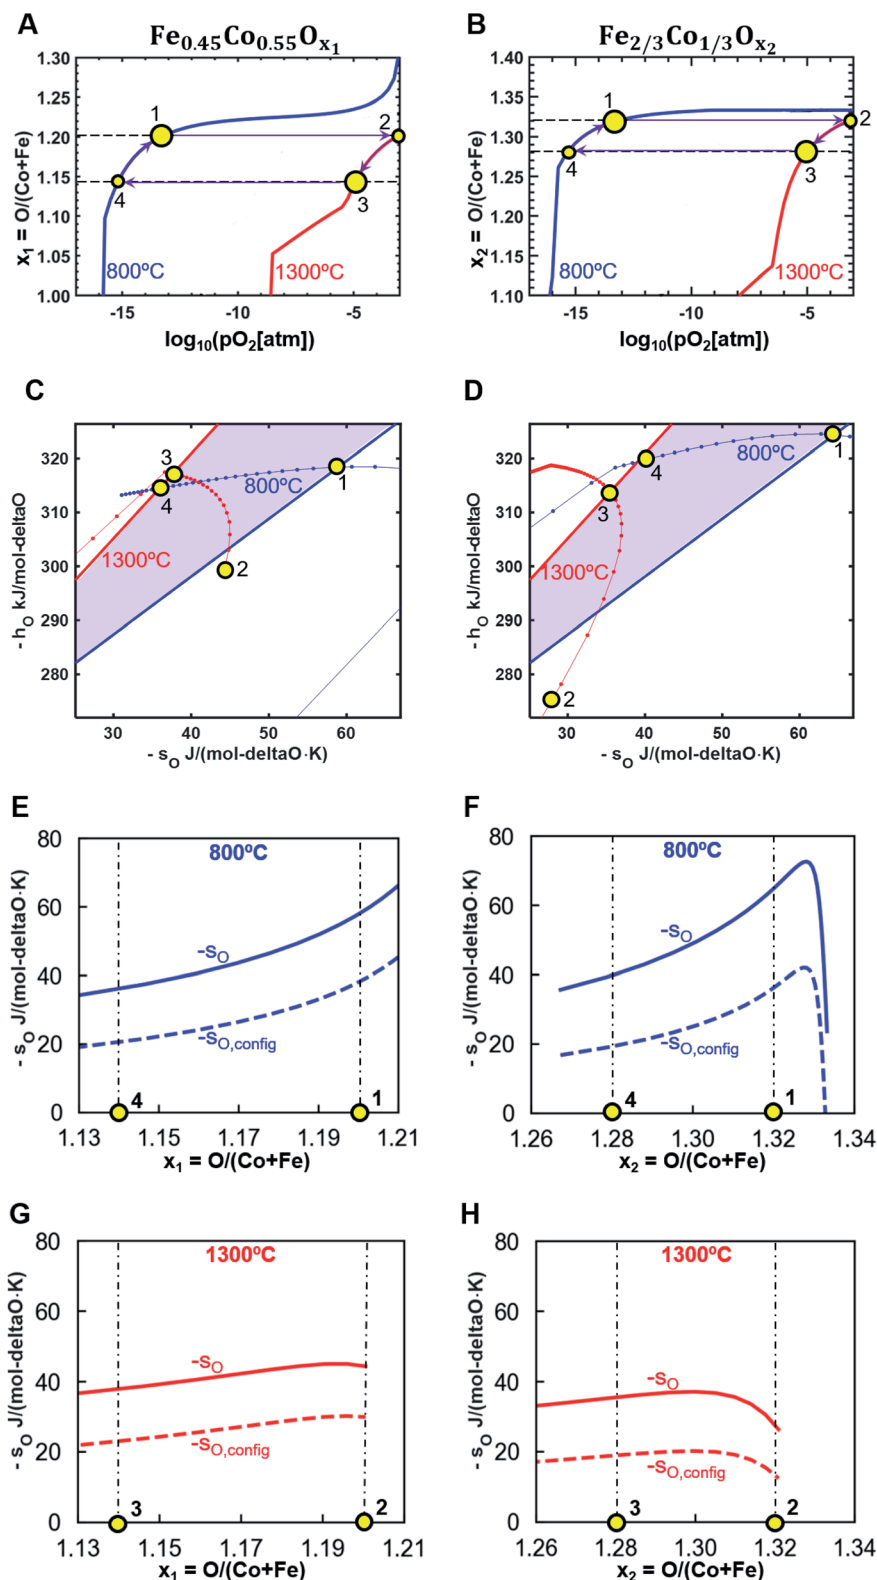 A
Fe0.45Co0.55Ox1
1.30
1.25
1.20
1.15
1.10
1.05
1.00
x1 = O/(Co+Fe)
1
2
3
4
800ºC
1300ºC
-15
-10
-5
log10(pO2[atm])
B
Fe2/3Co1/3Ox2
1.40
1.35
1.30
1.25
1.20
1.15
1.10
x2 = O/(Co+Fe)
1
2
3
4
800ºC
1300ºC
-15
-10
-5
log10(pO2[atm])
C
320
310
300
290
280
- hO kJ/mol-deltaO
3
4
1
2
800ºC
1300ºC
30
40
50
60
- sO J/(mol-deltaO·K)
D
320
310
300
290
280
- hO kJ/mol-deltaO
4
3
1
2
800ºC
1300ºC
30
40
50
60
- sO J/(mol-deltaO·K)
E
80
60
40
20
0
- sO J/(mol-deltaO·K)
800ºC
-sO
-sO,config
4
1
1.13
1.15
1.17
1.19
1.21
x1 = O/(Co+Fe)
F
80
60
40
20
0
- sO J/(mol-deltaO·K)
800ºC
-sO
-sO,config
4
1
1.26
1.28
1.30
1.32
1.34
x2 = O/(Co+Fe)
G
80
60
40
20
0
- sO J/(mol-deltaO·K)
1300ºC
-sO
-sO,config
3
2
1.13
1.15
1.17
1.19
1.21
x1 = O/(Co+Fe)
H
80
60
40
20
0
- sO J/(mol-deltaO·K)
1300ºC
-sO
-sO,config
3
2
1.26
1.28
1.30
1.32
1.34
x2 = O/(Co+Fe)